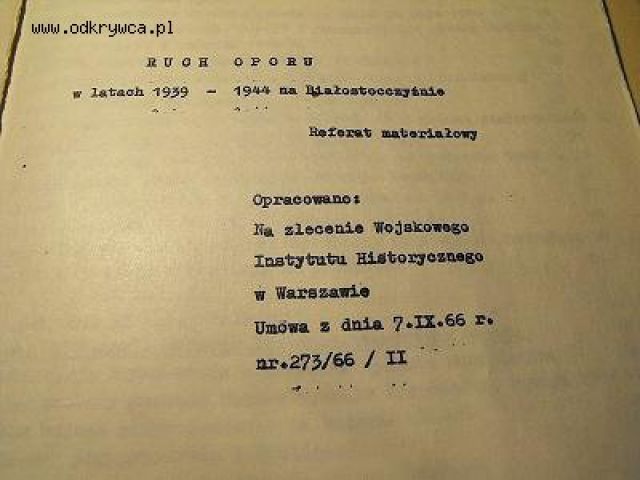 www.odkrywca.pl
RUCH OPORU
w latach 1939 - 1944 na Białostocczyźnie
Referat materiałowy
Opracowano:
Na zlecenie Wojskowego
Instytutu Historycznego
w Warszawie
Umowa z dnia 7.IX.66 r.
nr.273/66 / II